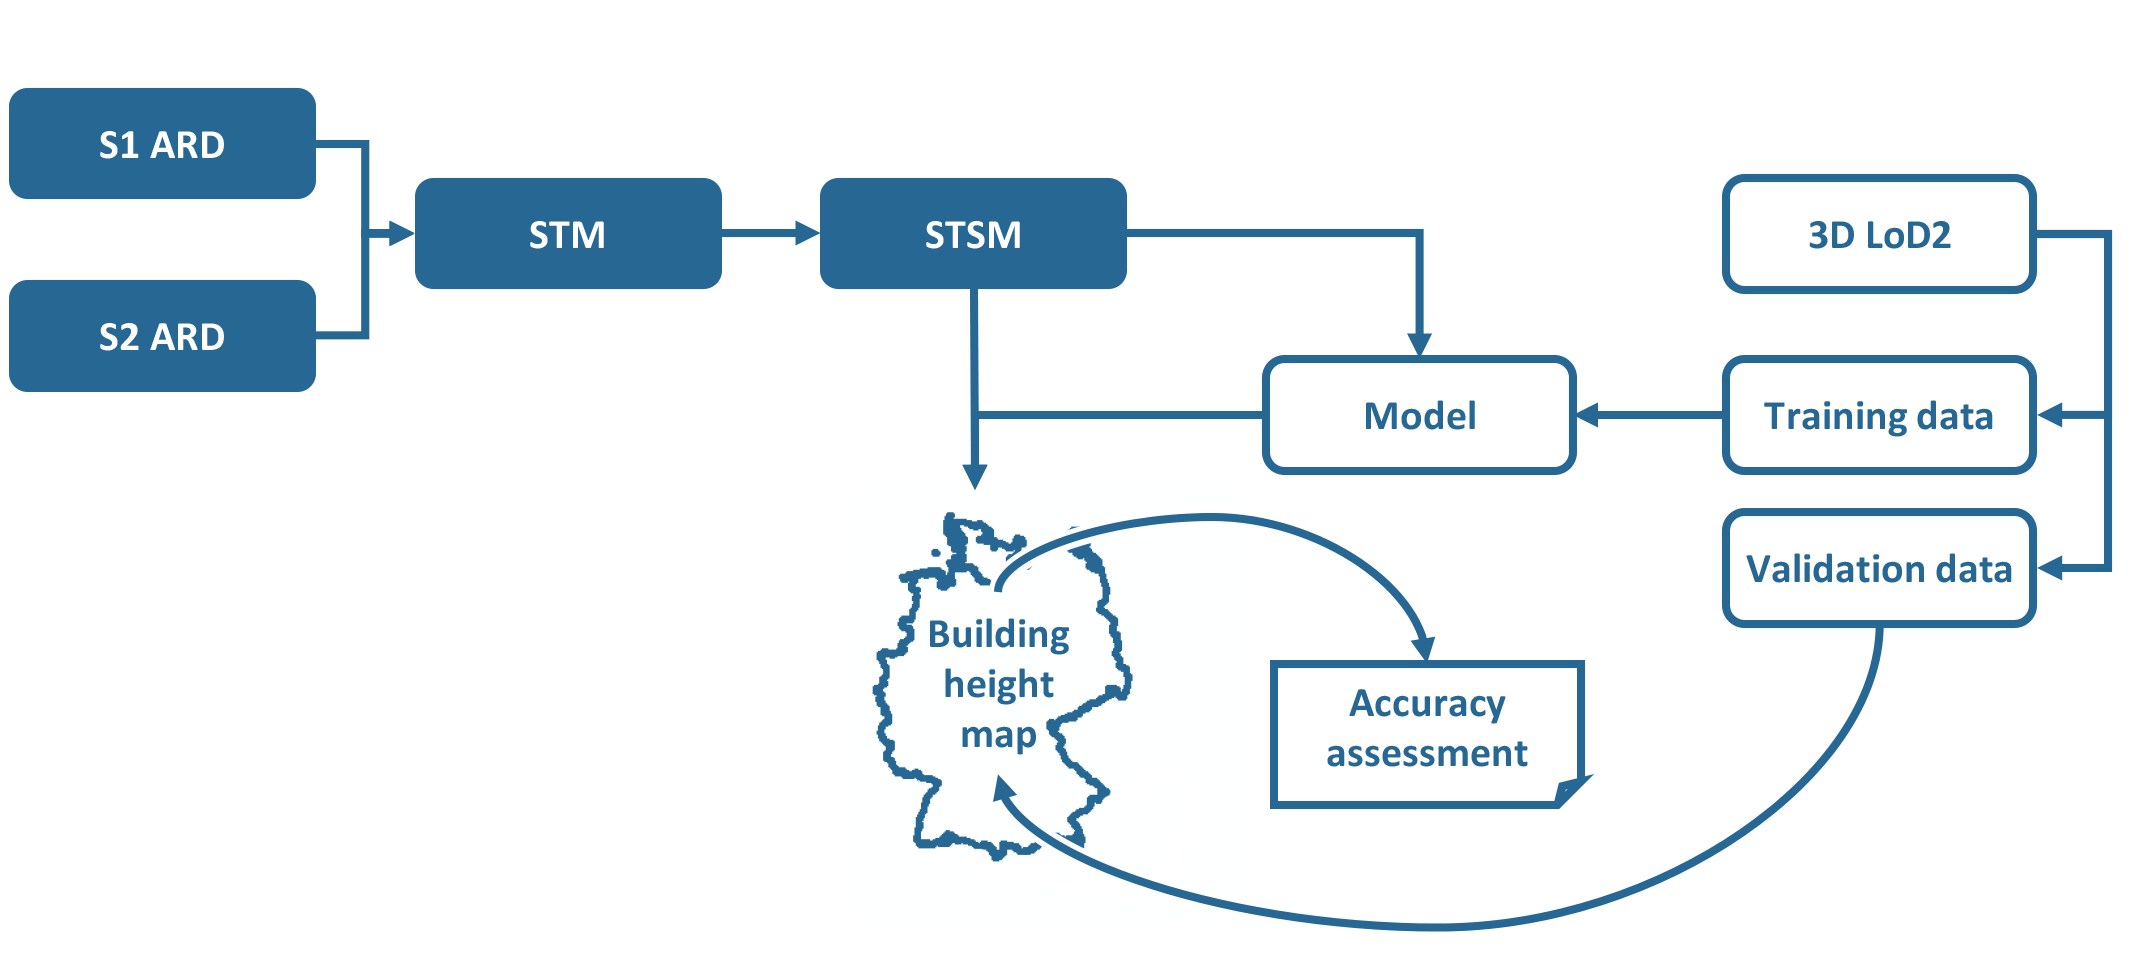 S1 ARD
S2 ARD
STM
STSM
3D LoD2
Model
Training data
Validation data
Building
height
map
Accuracy
assessment